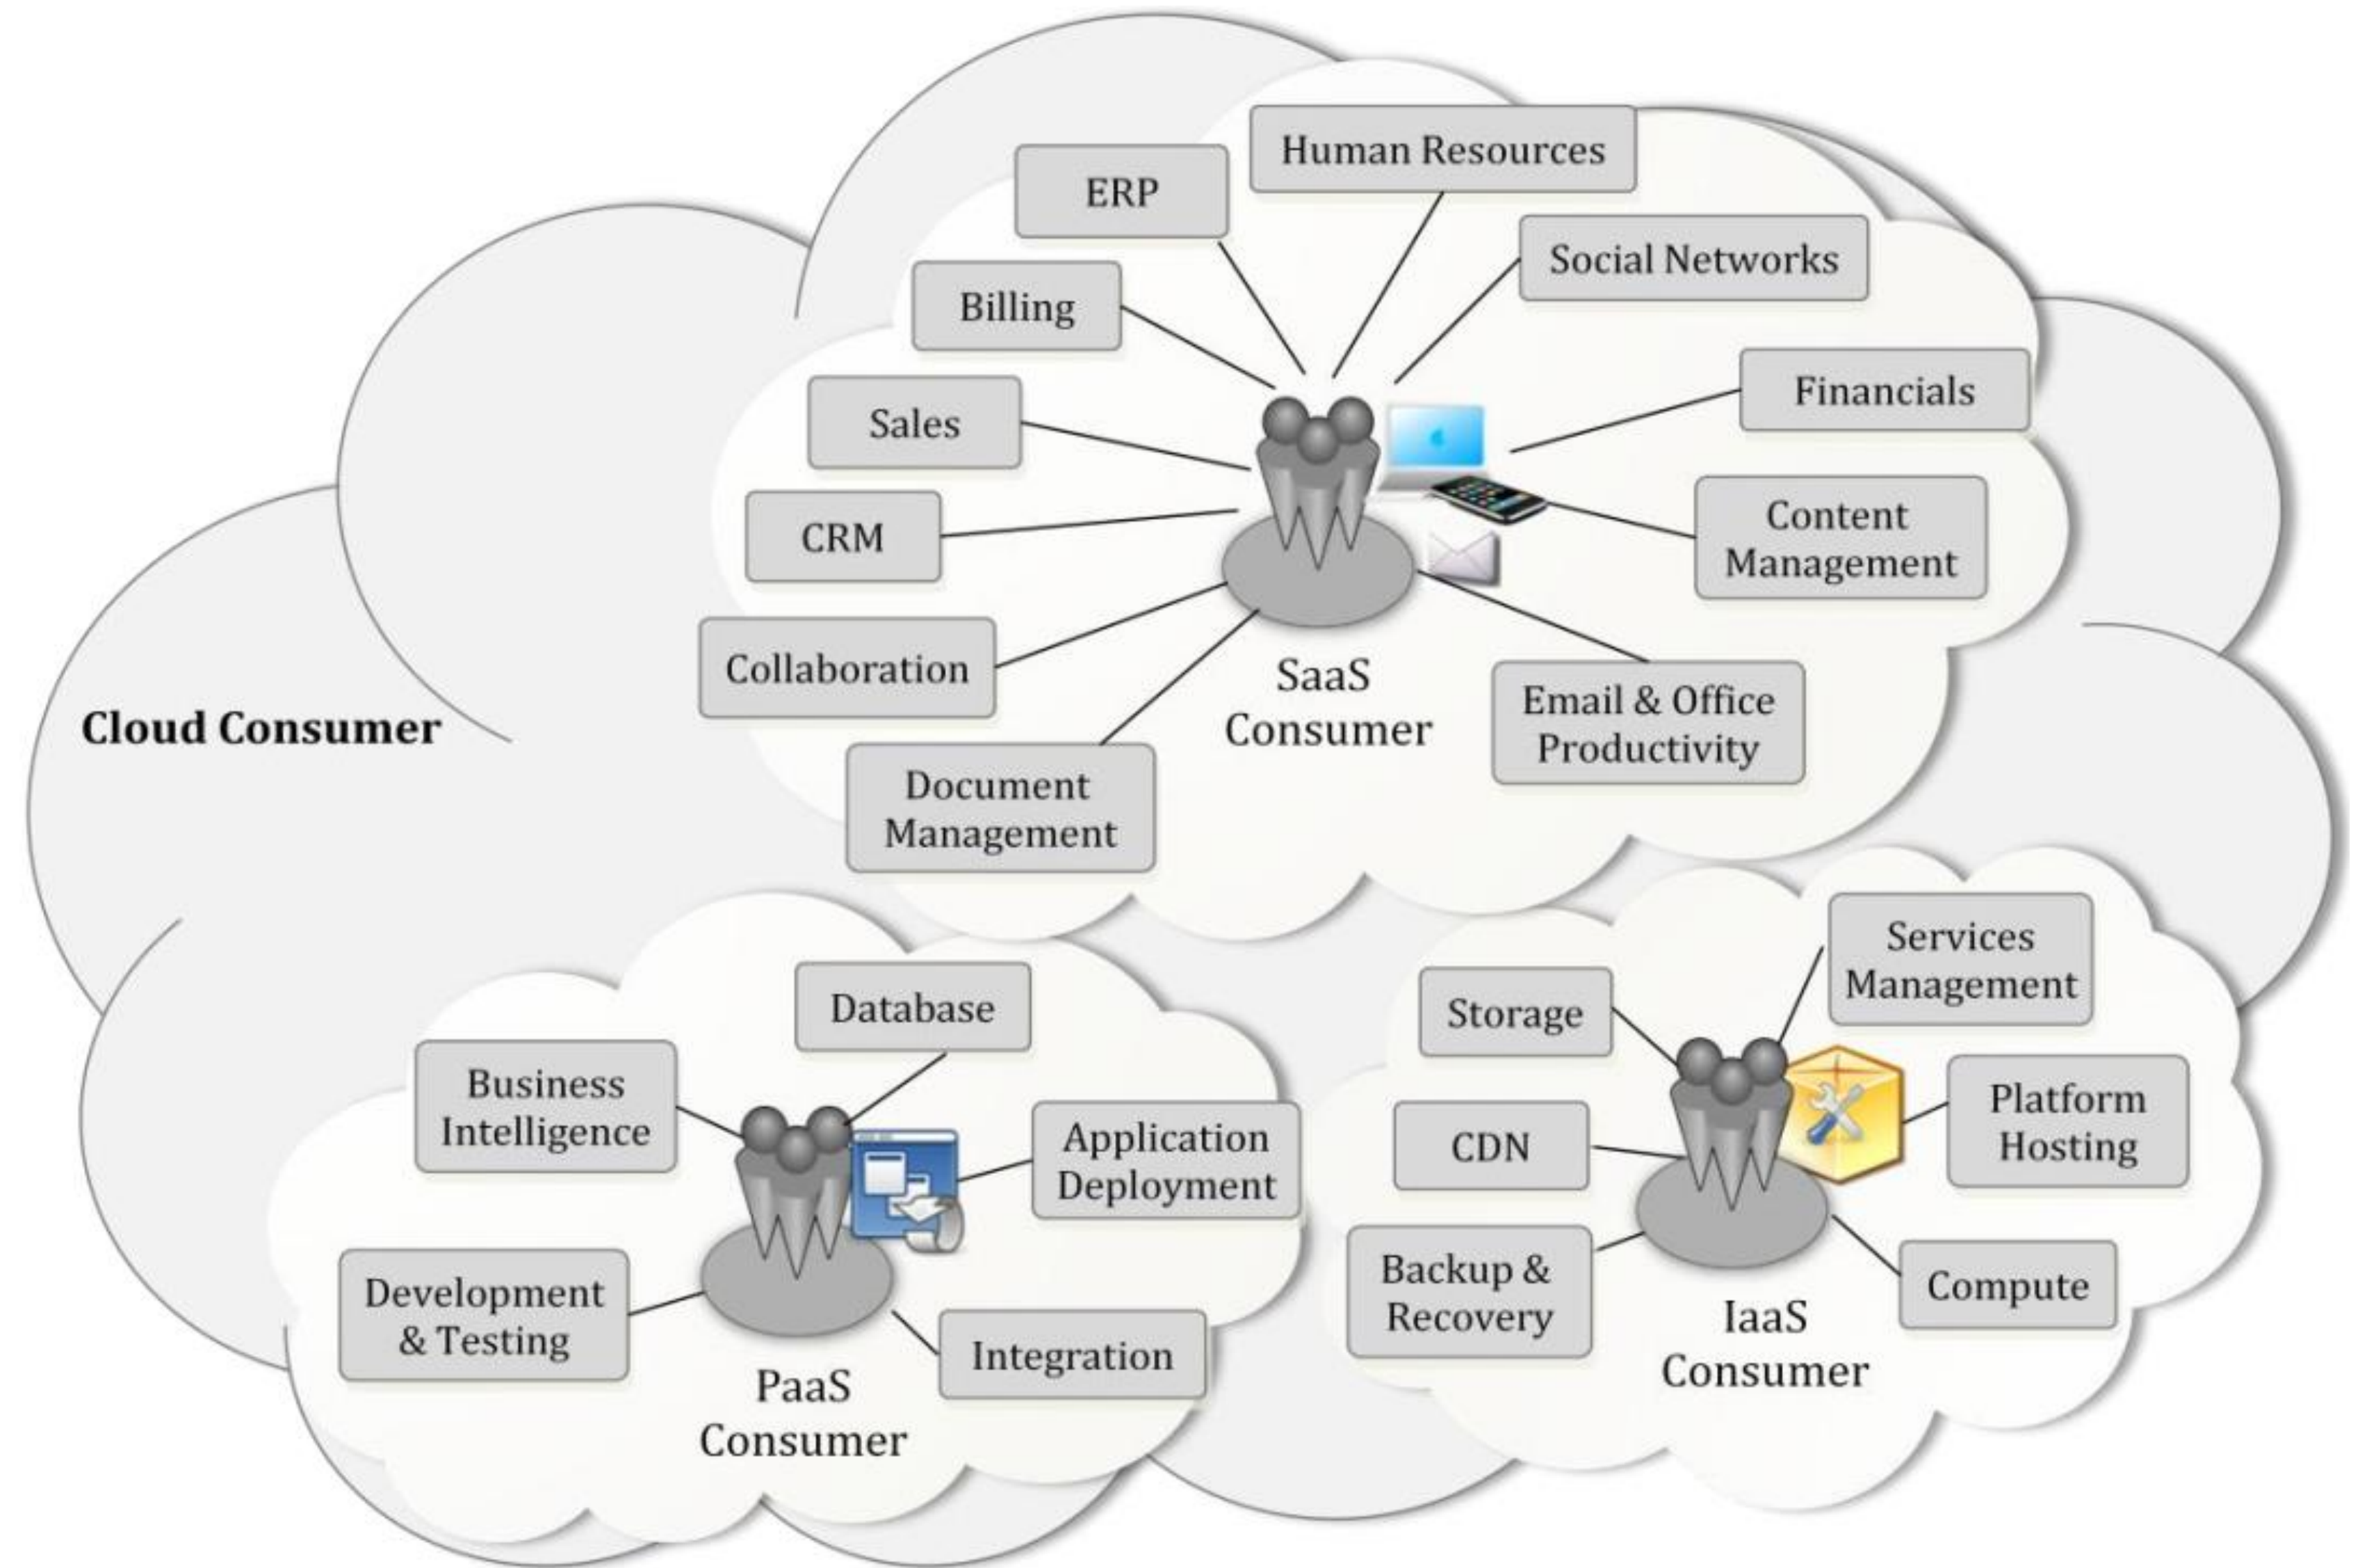 Human Resources
ERP
Social Networks
Billing
Financials
Sales
Content
Management
CRM
Collaboration
SaaS
Consumer
Email & Office
Productivity
Cloud Consumer
Document
Management
Database
Business
Intelligence
Application
Deployment
Development
& Testing
Integration
PaaS
Consumer
Services
Management
Storage
Platform
Hosting
CDN
Backup &
Recovery
Compute
IaaS
Consumer